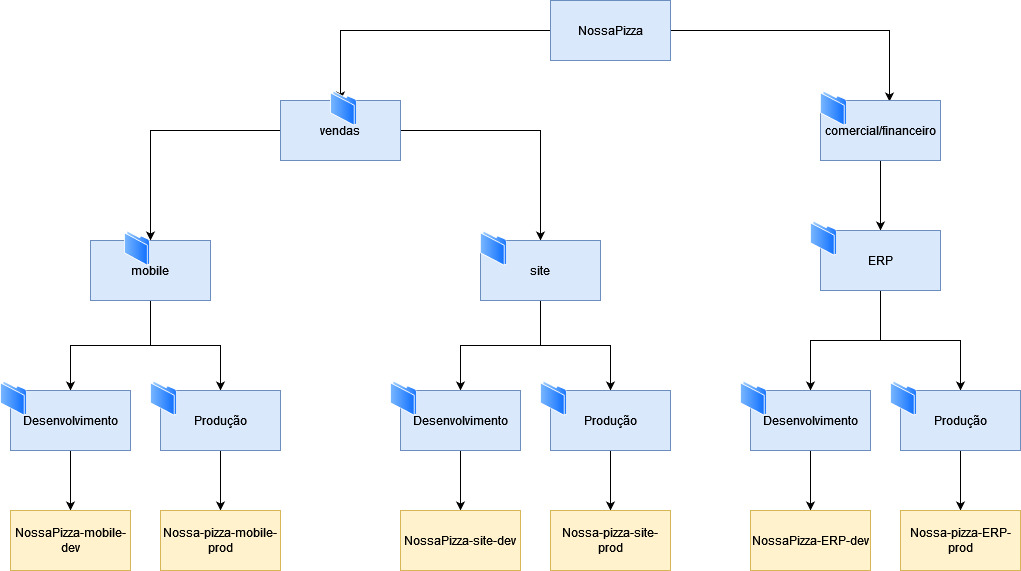 NossaPizza
vendas
comercial/financeiro
mobile
site
ERP
Desenvolvimento
Produção
Desenvolvimento
Produção
Desenvolvimento
Produção
NossaPizza-mobile-
dev
Nossa-pizza-mobile-
prod
NossaPizza-site-dev
Nossa-pizza-site-
prod
NossaPizza-ERP-dev
Nossa-pizza-ERP-
prod